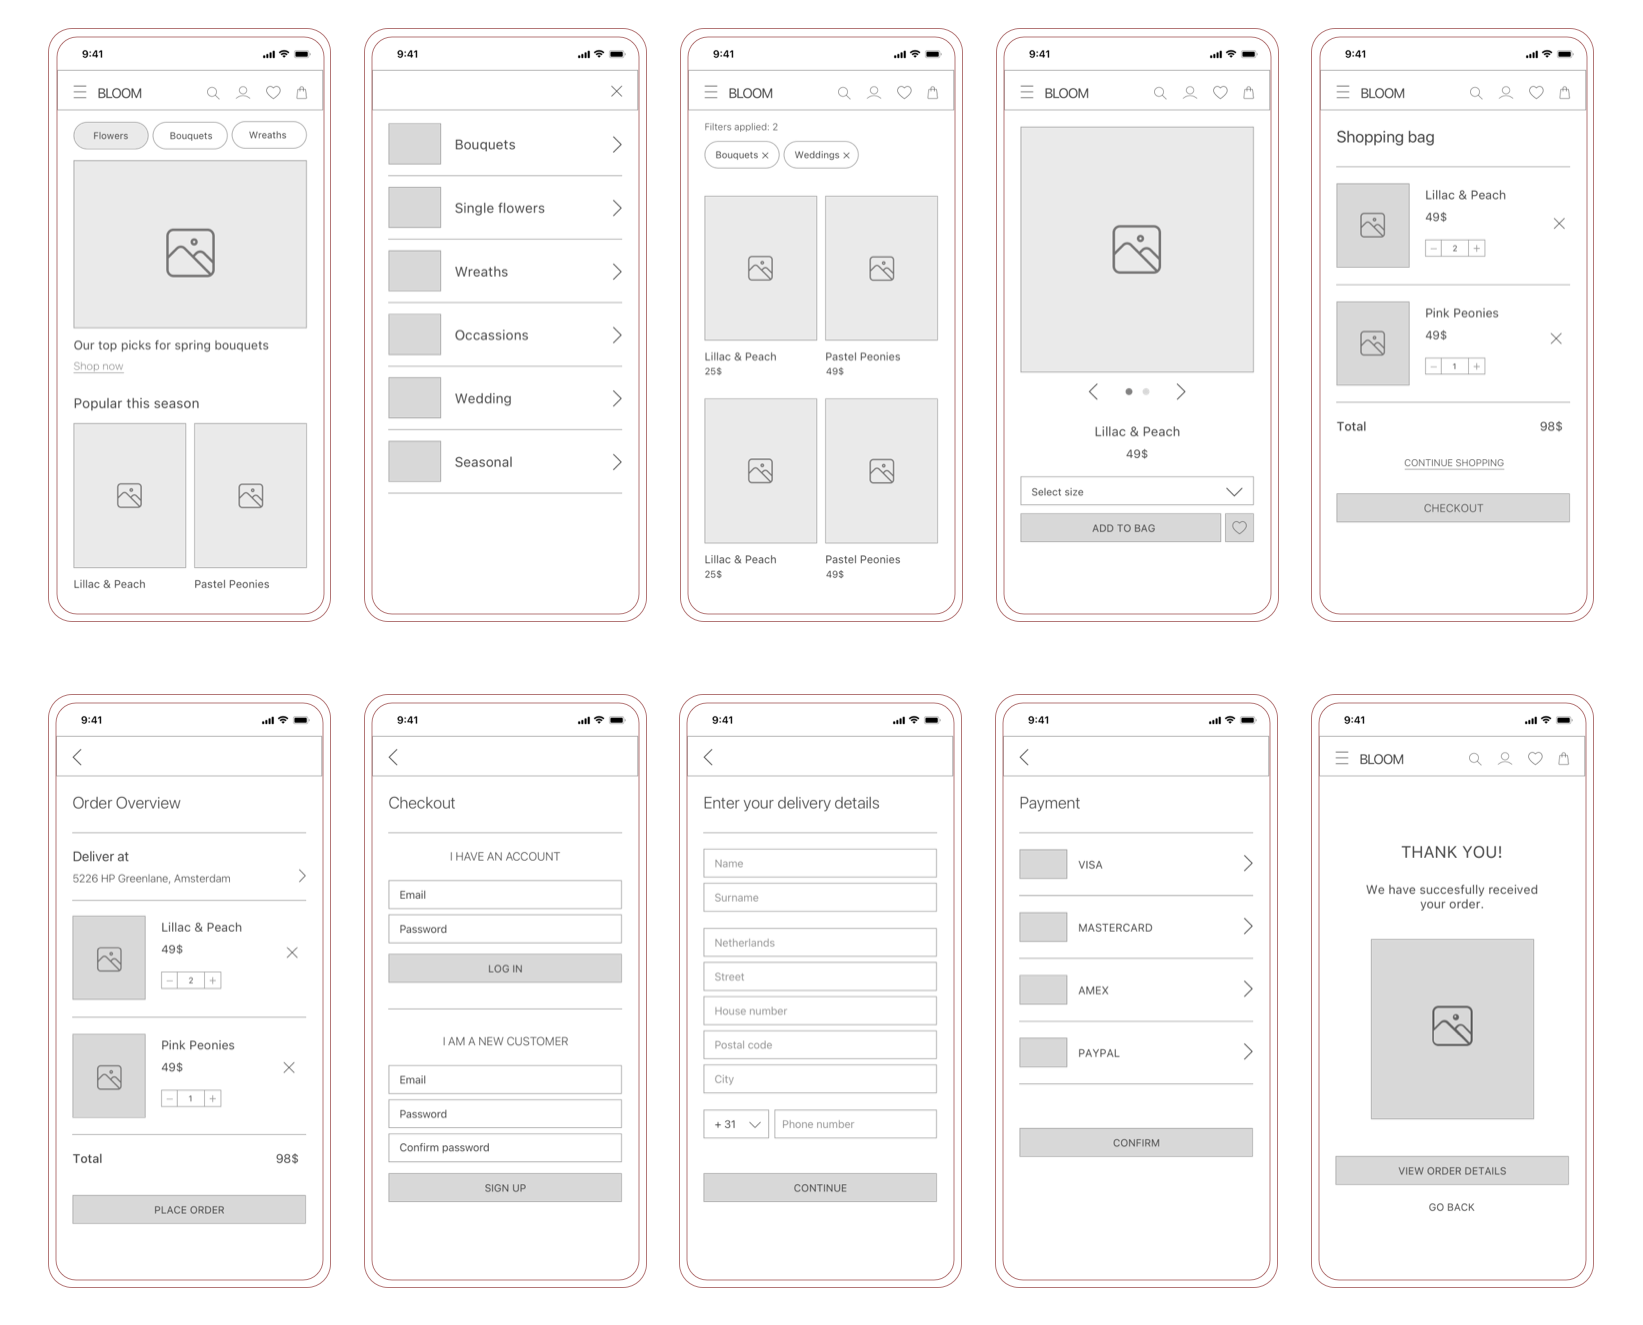 9:41
BLOOM
Flowers
Bouquets
Wreaths
Our top picks for spring bouquets
Shop now
Popular this season
Lillac & Peach
Pastel Peonies
9:41
Bouquets
Single flowers
Wreaths
Occassions
Wedding
Seasonal
9:41
BLOOM
Filters applied: 2
Bouquets
Weddings
Lillac & Peach
Pastel Peonies
25$
49$
Lillac & Peach
Pastel Peonies
25$
49$
9:41
BLOOM
Lillac & Peach
49$
Select size
ADD TO BAG
9:41
BLOOM
Shopping bag
Lillac & Peach
49$
2
Pink Peonies
49$
1
Total
98$
CONTINUE SHOPPING
CHECKOUT
9:41
Order Overview
Deliver at
5226 HP Greenlane, Amsterdam
Lillac & Peach
49$
2
Pink Peonies
49$
1
Total
98$
PLACE ORDER
9:41
Checkout
I HAVE AN ACCOUNT
Email
Password
LOG IN
I AM A NEW CUSTOMER
Email
Password
Confirm password
SIGN UP
9:41
Enter your delivery details
Name
Surname
Netherlands
Street
House number
Postal code
City
+ 31
Phone number
CONTINUE
9:41
Payment
VISA
MASTERCARD
AMEX
PAYPAL
CONFIRM
9:41
BLOOM
THANK YOU!
We have succesfully received
your order.
VIEW ORDER DETAILS
GO BACK